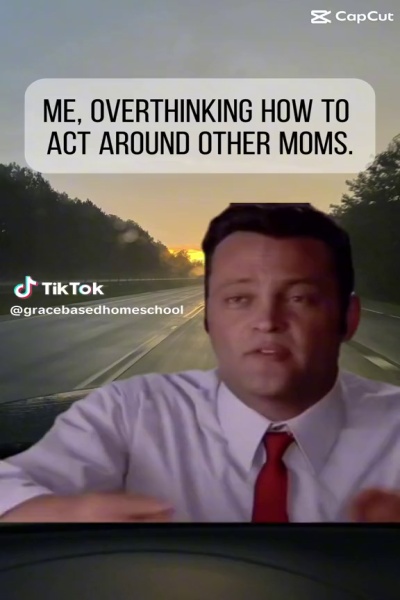 CapCut
ME, OVERTHINKING HOW TO
ACT AROUND OTHER MOMS.
TikTok
@gracebasedhomeschool